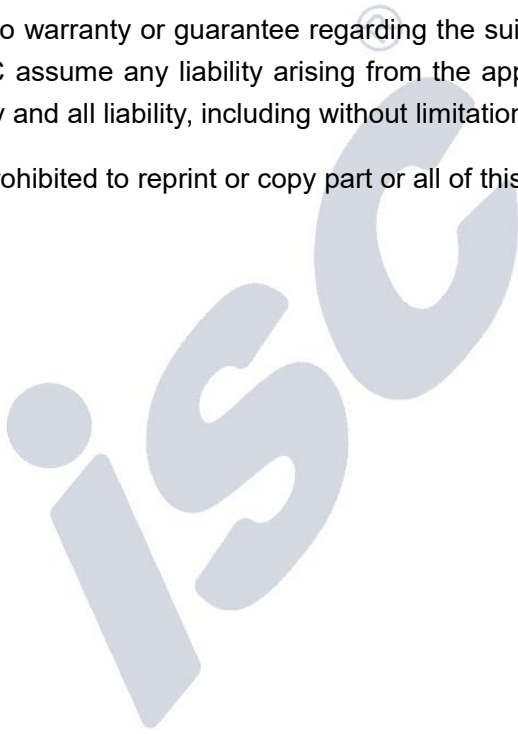 o warranty or guarantee regarding the sui
C assume any liability arising from the app
y and all liability, including without limitation
rohibited to reprint or copy part or all of this
isc®